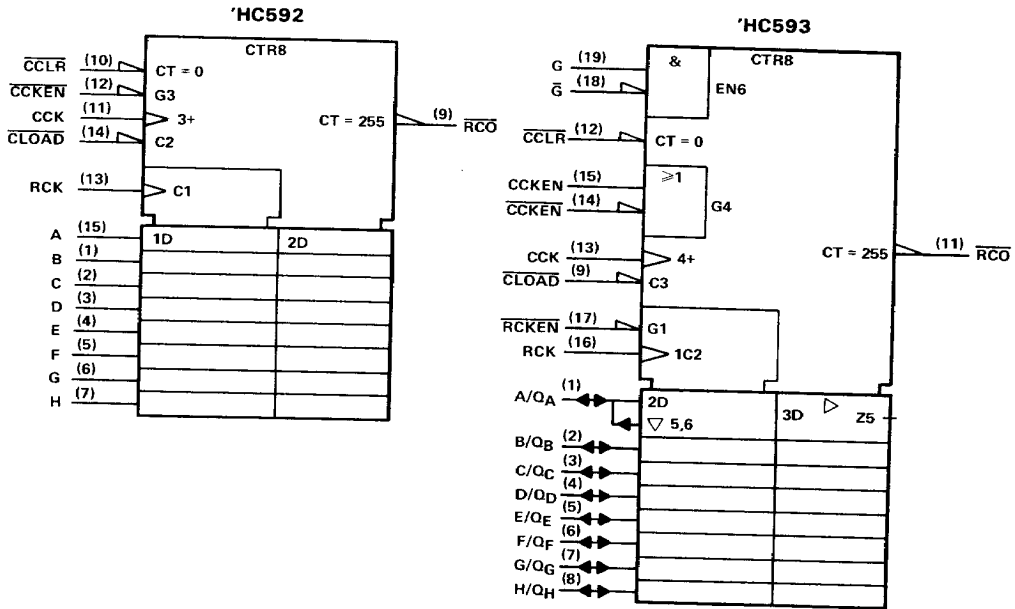 'HC592
CTR8
CCLR (10) CT = 0
CCKEN (12) G3
CCK (11) 3+
CLOAD (14) C2
CT = 255 (9) RCO
RCK (13) C1
A (15) 1D 2D
B (1)
C (2)
D (3)
E (4)
F (5)
G (6)
H (7)
'HC593
CTR8
G (19) &
G (18) EN6
CCLR (12) CT = 0
CCKEN (15) ≥1
CCKEN (14) G4
CCK (13) 4+
CLOAD (9) C3
CT = 255 (11) RCO
RCKEN (17) G1
RCK (16) 1C2
A/QA (1) 2D 3D ▷ Z5
▽ 5,6
B/QB (2)
C/QC (3)
D/QD (4)
E/QE (5)
F/QF (6)
G/QG (7)
H/QH (8)